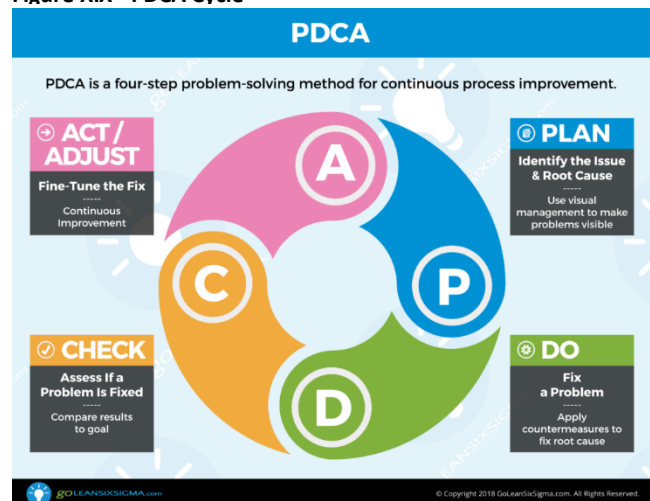 Figure XIX - PDCA Cycle
PDCA
PDCA is a four-step problem-solving method for continuous process improvement.
ACT /
ADJUST
Fine-Tune the Fix
-----
Continuous
Improvement
A
PLAN
Identify the Issue
& Root Cause
-----
Use visual
management to make
problems visible
C
P
CHECK
Assess If a
Problem Is Fixed
-----
Compare results
to goal
D
DO
Fix
a Problem
-----
Apply
countermeasures to
fix root cause
GOLEANSIXSIGMA.com
© Copyright 2018 GoLeanSixSigma.com. All Rights Reserved.